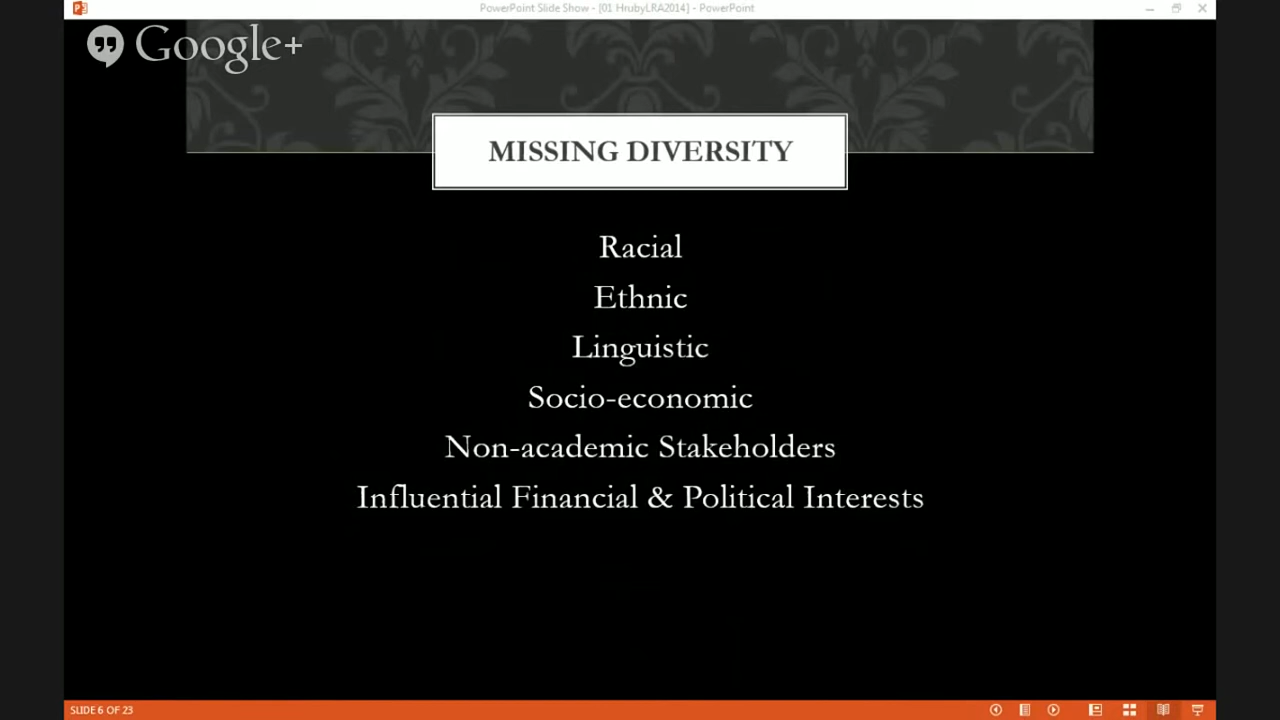 PowerPoint Slide Show - [01 HrubyLRA2014] - PowerPoint
Google+
MISSING DIVERSITY
Racial
Ethnic
Linguistic
Socio-economic
Non-academic Stakeholders
Influential Financial & Political Interests
SLIDE 6 OF 23